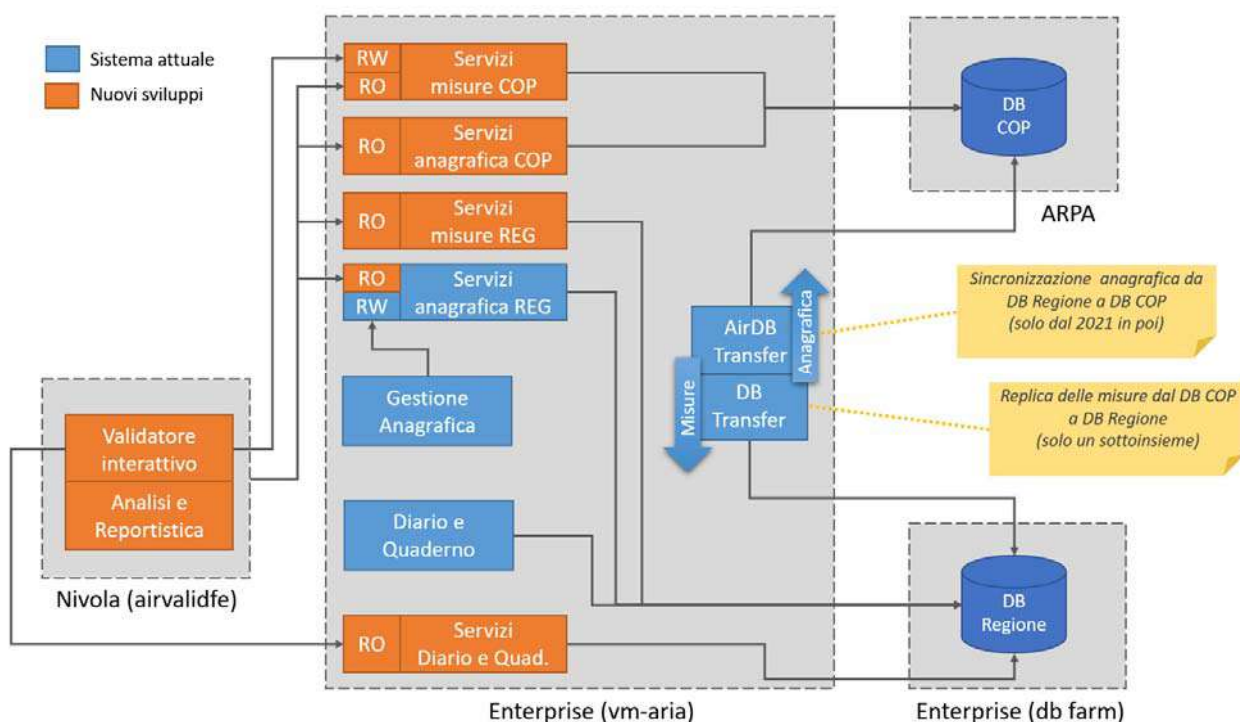 Sistema attuale
Nuovi sviluppi
RW
RO
Servizi
misure COP
RO
Servizi
anagrafica COP
RO
Servizi
misure REG
RO
RW
Servizi
anagrafica REG
Gestione
Anagrafica
Diario e
Quaderno
RO
Servizi
Diario e Quad.
Enterprise (vm-aria)
Validatore
interattivo
Analisi e
Reportistica
Nivola (airvalidfe)
AirDB
Transfer
DB
Transfer
Misure
Anagrafica
DB
COP
ARPA
Sincronizzazione anagrafica da
DB Regione a DB COP
(solo dal 2021 in poi)
Replica delle misure dal DB COP
a DB Regione
(solo un sottoinsieme)
DB
Regione
Enterprise (db farm)